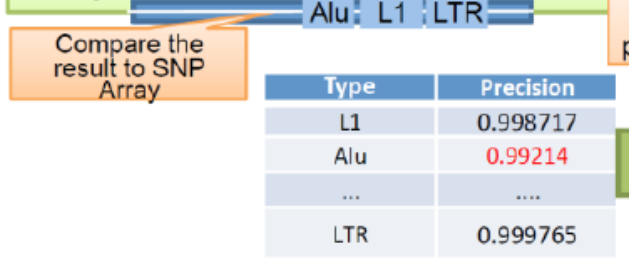 Alu L1 LTR
Compare the
result to SNP
Array
Type Precision
L1 0.998717
Alu 0.99214
... ....
LTR 0.999765